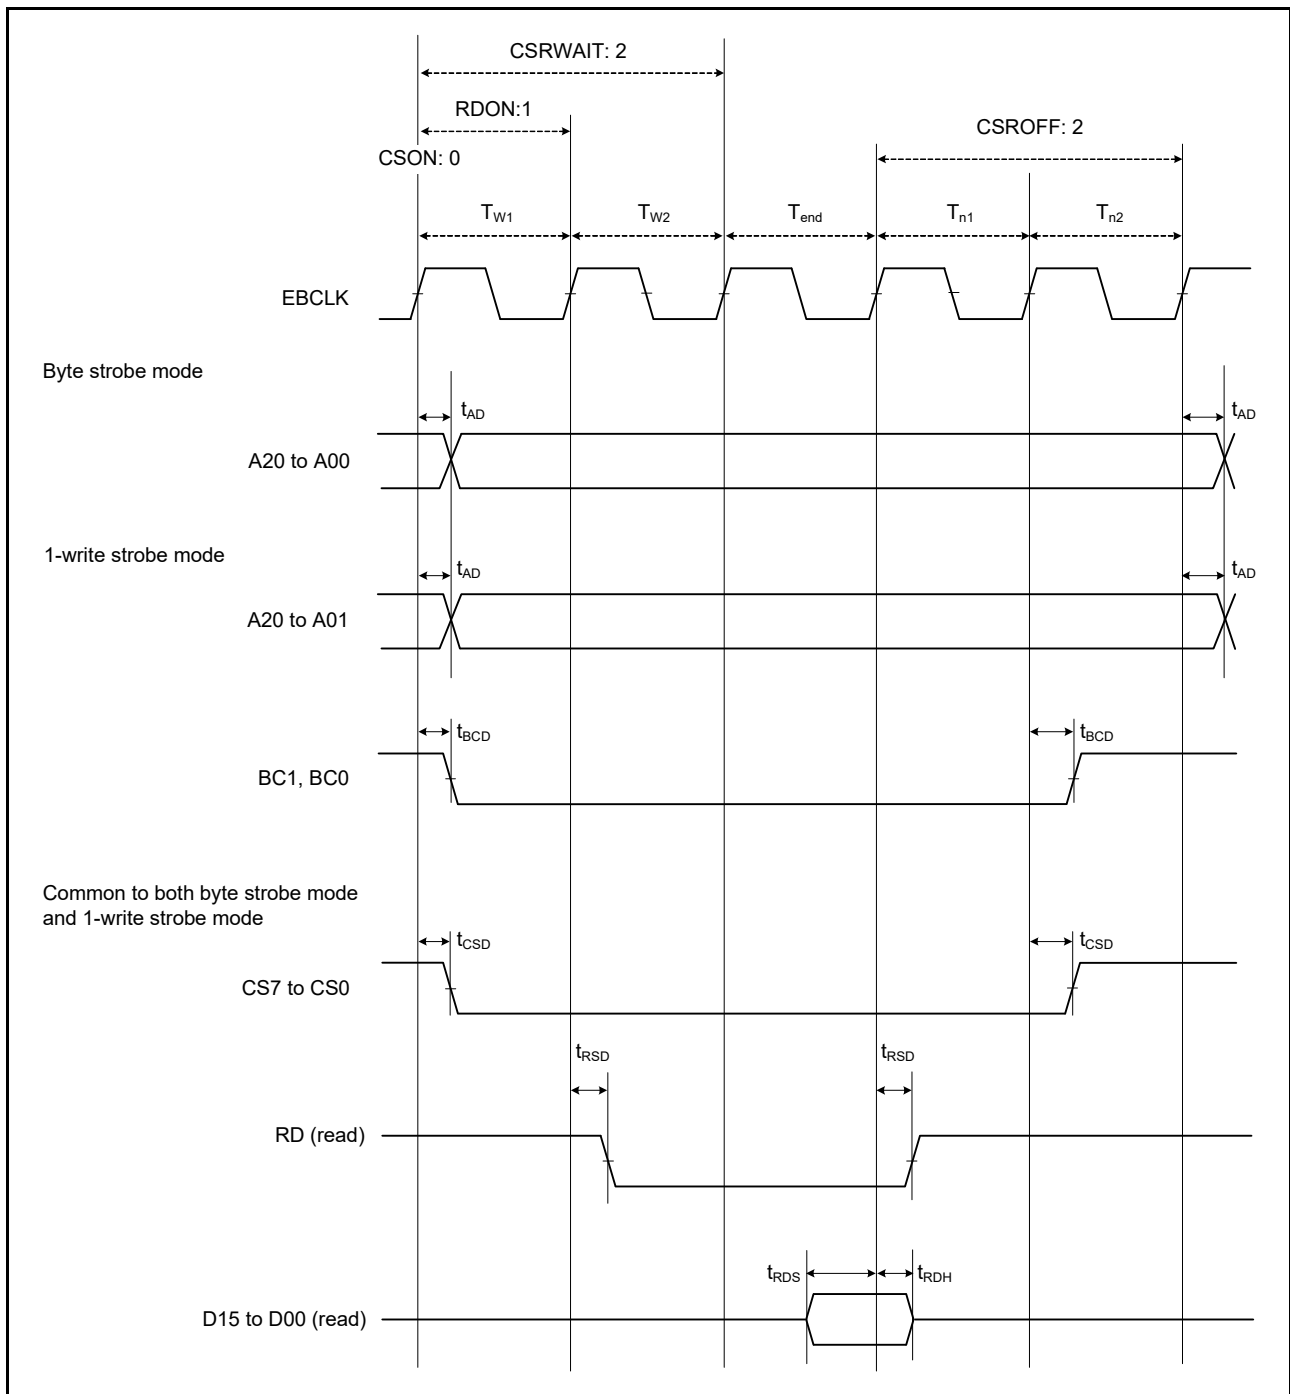 CSRWAIT: 2
RDON:1
CSROFF: 2
CSON: 0
TW1
TW2
Tend
Tn1
Tn2
EBCLK
Byte strobe mode
tAD
tAD
A20 to A00
1-write strobe mode
tAD
tAD
A20 to A01
tBCD
tBCD
BC1, BC0
Common to both byte strobe mode
and 1-write strobe mode
tCSD
tCSD
CS7 to CS0
tRSD
tRSD
RD (read)
tRDS
tRDH
D15 to D00 (read)